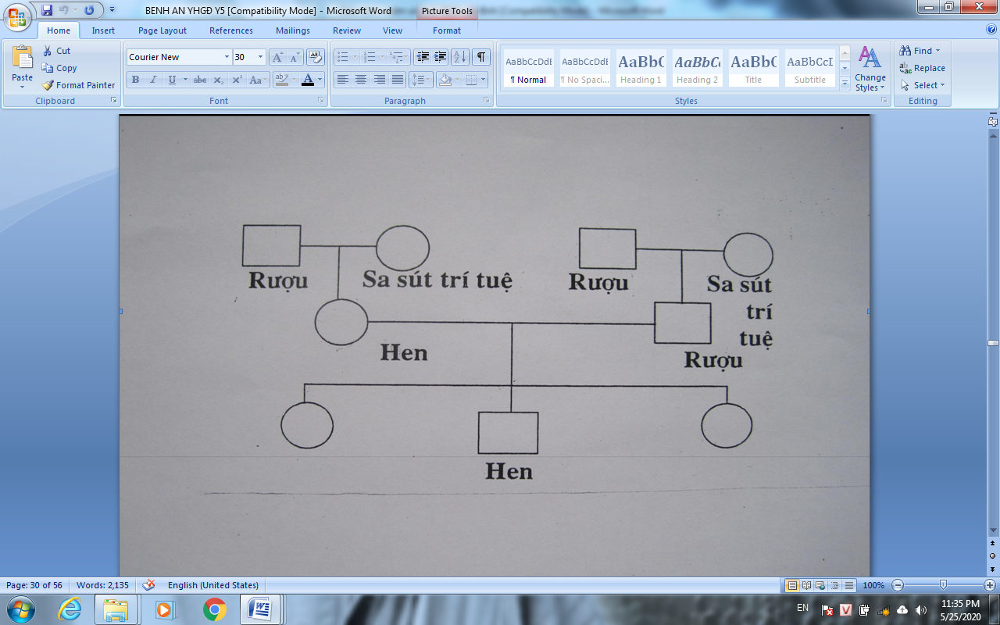 BENH AN YHGĐ Y5 [Compatibility Mode] - Microsoft Word
Picture Tools
Home Insert Page Layout References Mailings Review View Format
Paste
Cut
Copy
Format Painter
Clipboard
Courier New 30
Font
Paragraph
AaBbCcDdE AaBbCcDdE AaBbC AaBbCc AaBbC AaBbCcI
¶ Normal ¶ No Spaci... Heading 1 Heading 2 Title Subtitle
Change
Styles
Styles
Find
Replace
Select
Editing
Rượu
Sa sút trí tuệ
Rượu
Sa sút
trí
tuệ
Hen
Rượu
Hen
Page: 30 of 56 Words: 2,135 English (United States) 100%
EN
11:35 PM
5/25/2020